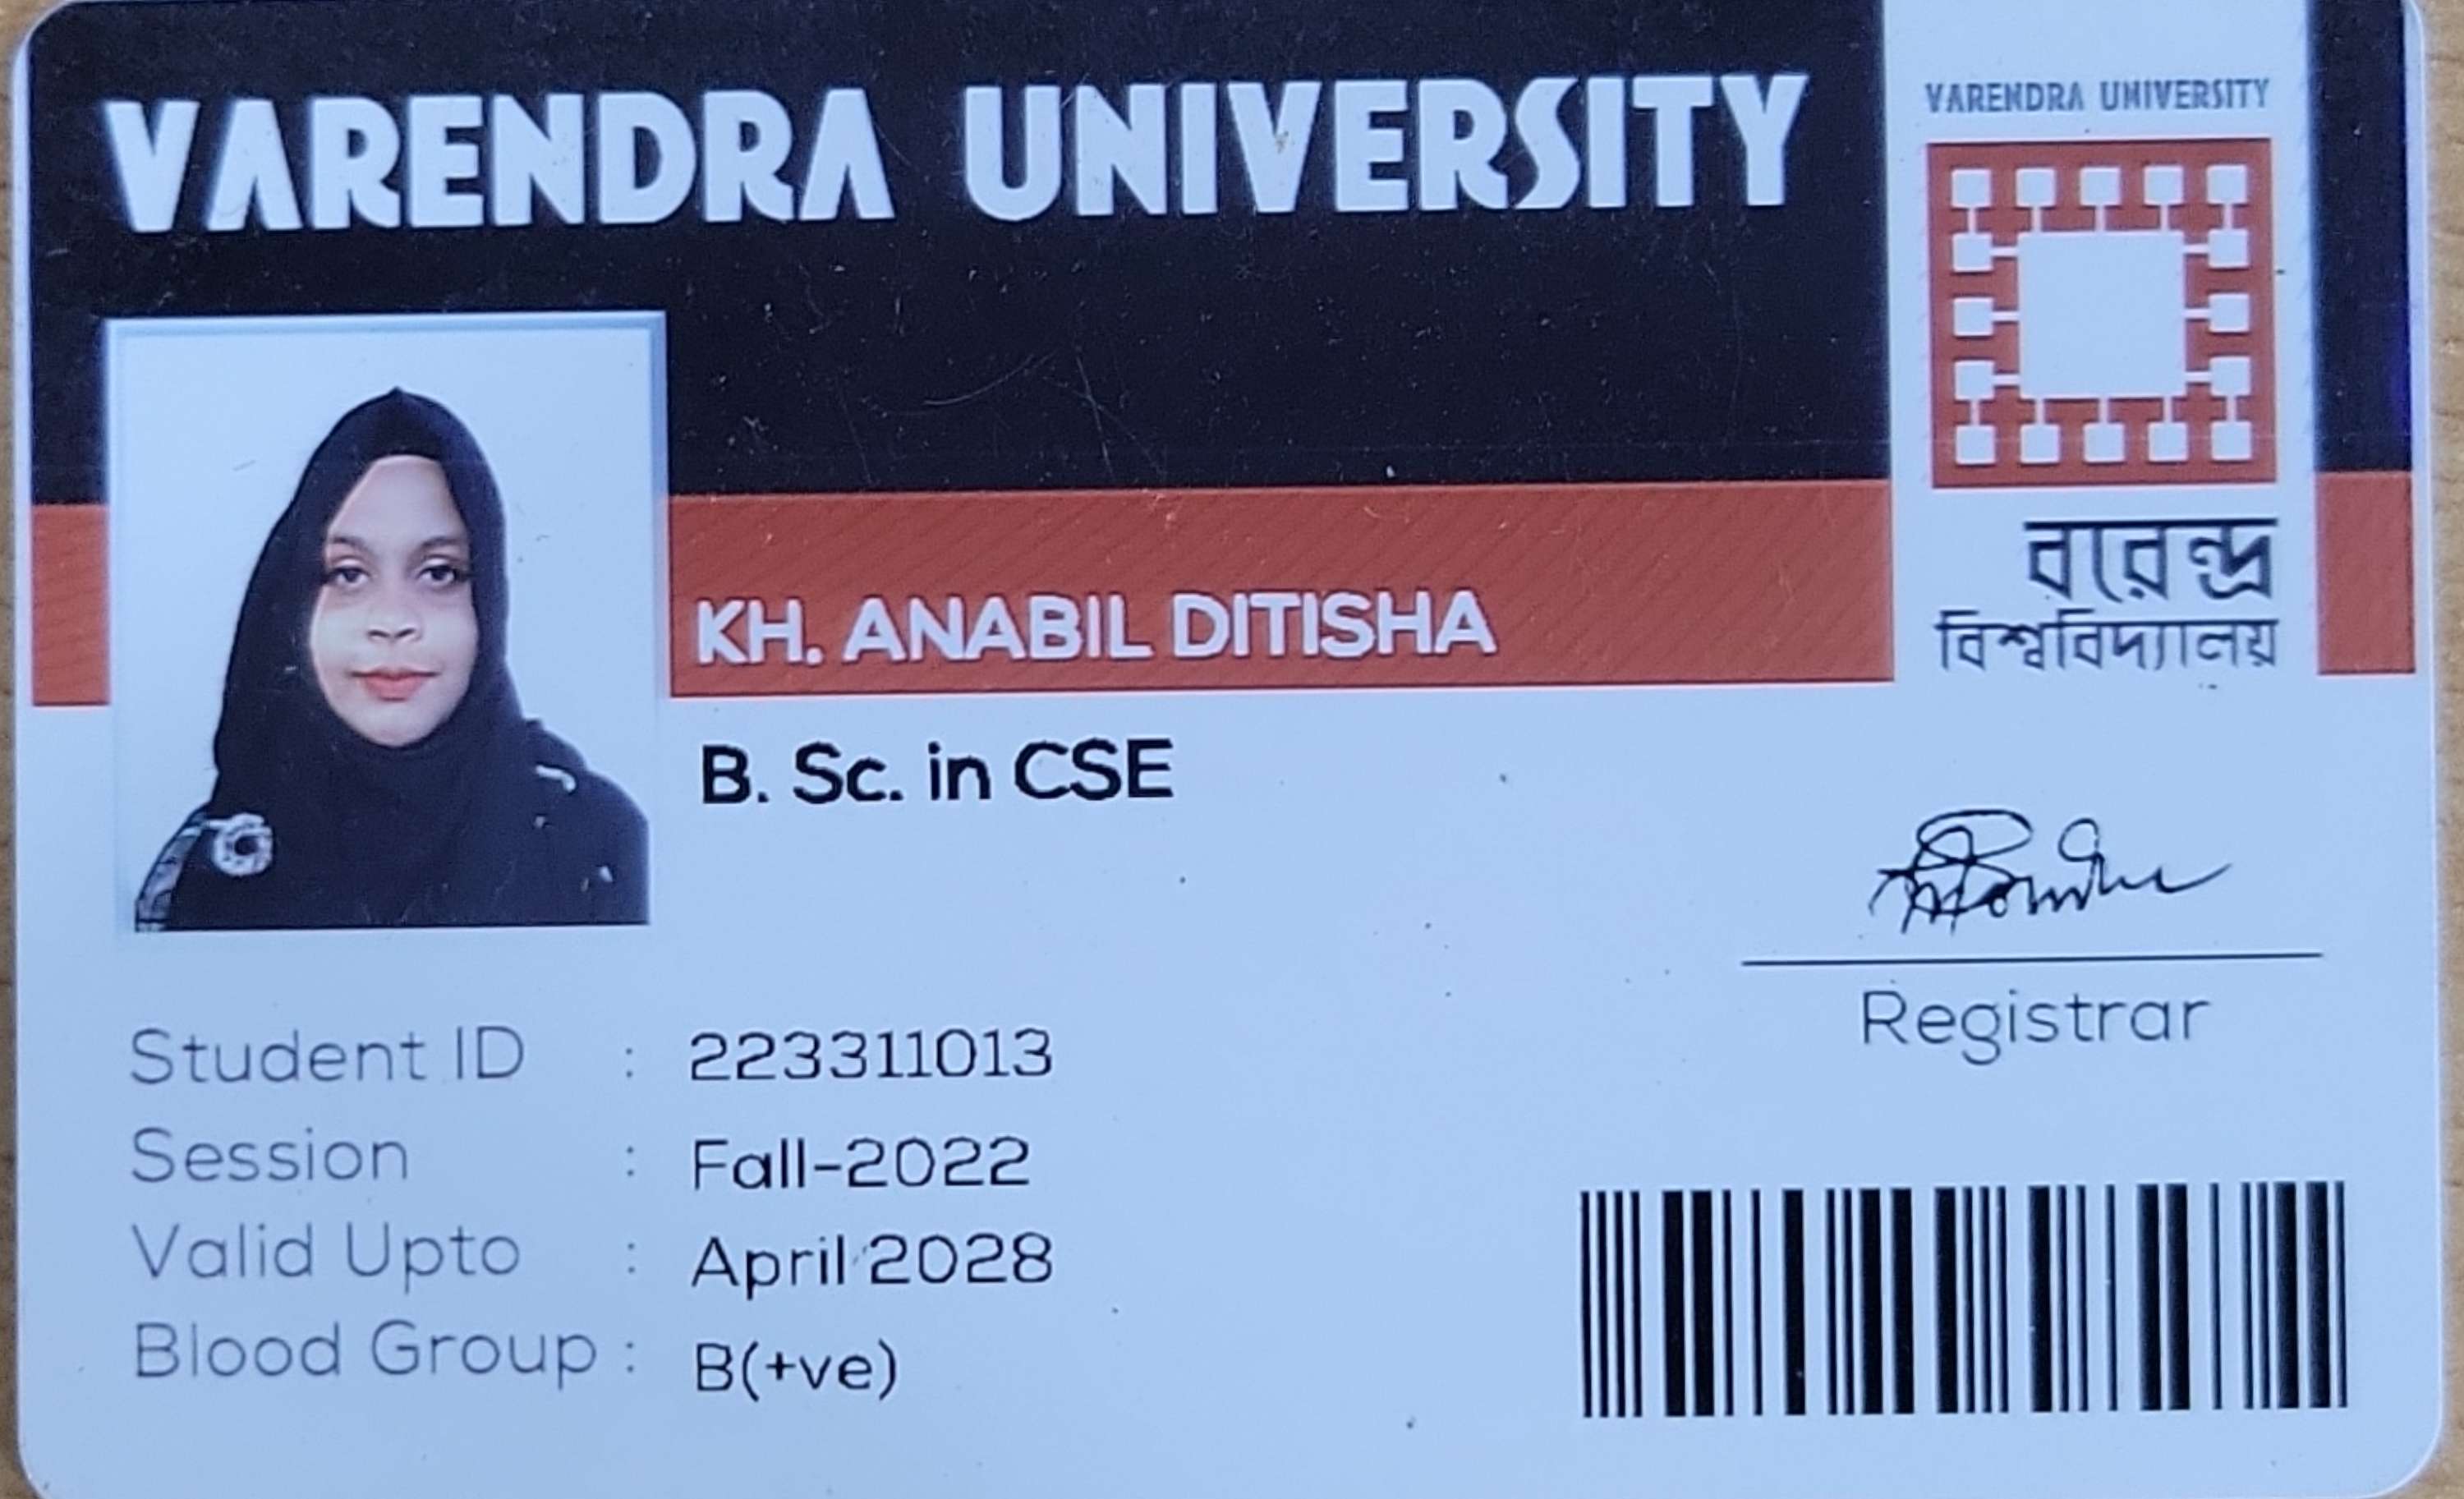 VARENDRA UNIVERSITY
VARENDRA UNIVERSITY
বরেন্দ্র
বিশ্ববিদ্যালয়
KH. ANABIL DITISHA
B. Sc. in CSE
Registrar
Student ID : 223311013
Session : Fall-2022
Valid Upto : April 2028
Blood Group : B(+ve)